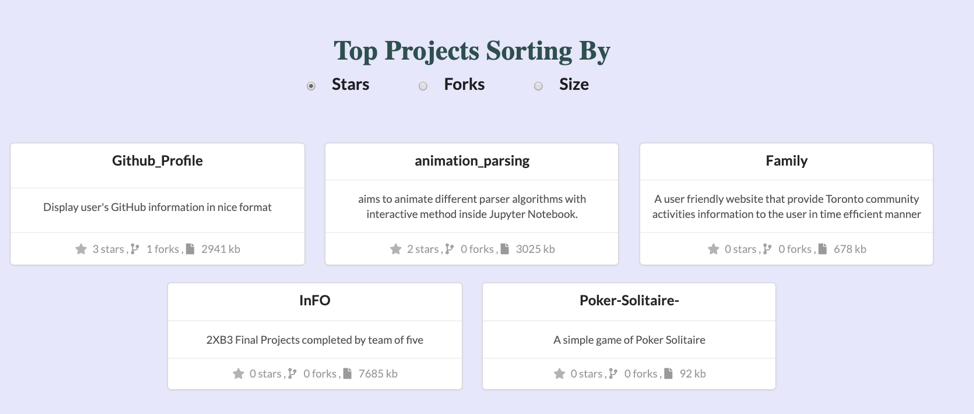 Top Projects Sorting By
Stars Forks Size
Github_Profile
Display user's GitHub information in nice format
3 stars , 1 forks , 2941 kb
animation_parsing
aims to animate different parser algorithms with
interactive method inside Jupyter Notebook.
2 stars , 0 forks , 3025 kb
Family
A user friendly website that provide Toronto community
activities information to the user in time efficient manner
0 stars , 0 forks , 678 kb
InFO
2XB3 Final Projects completed by team of five
0 stars , 0 forks , 7685 kb
Poker-Solitaire-
A simple game of Poker Solitaire
0 stars , 0 forks , 92 kb